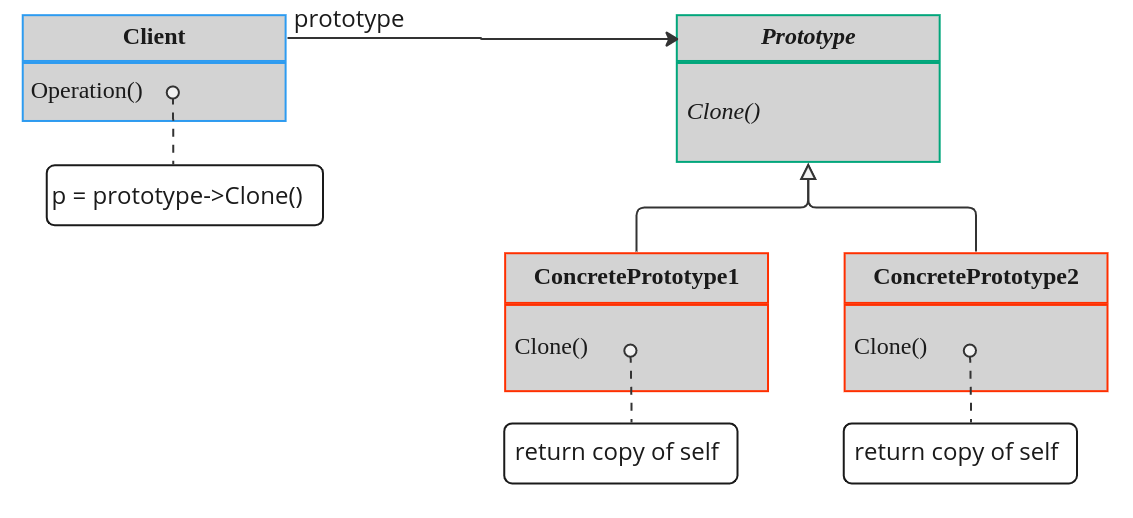 Client
prototype
Prototype
Operation()
Clone()
p = prototype->Clone()
ConcretePrototype1
ConcretePrototype2
Clone()
Clone()
return copy of self
return copy of self